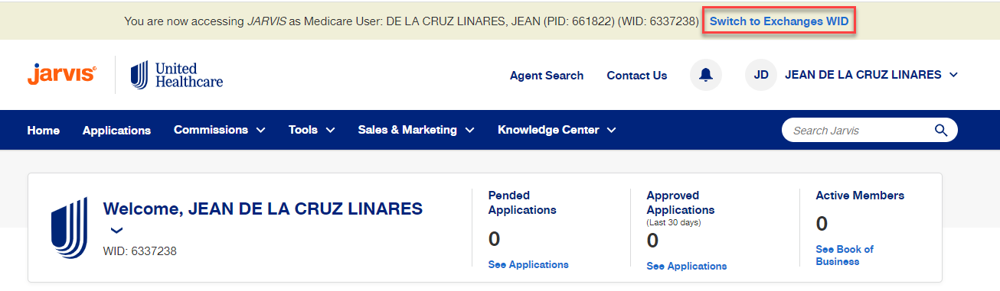 You are now accessing JARVIS as Medicare User: DE LA CRUZ LINARES, JEAN (PID: 661822) (WID: 6337238) Switch to Exchanges WID
jarvis®
United
Healthcare
Agent Search
Contact Us
JD
JEAN DE LA CRUZ LINARES
Home
Applications
Commissions
Tools
Sales & Marketing
Knowledge Center
Search Jarvis
Welcome, JEAN DE LA CRUZ LINARES
WID: 6337238
Pended
Applications
0
See Applications
Approved
Applications
(Last 30 days)
0
See Applications
Active Members
0
See Book of
Business